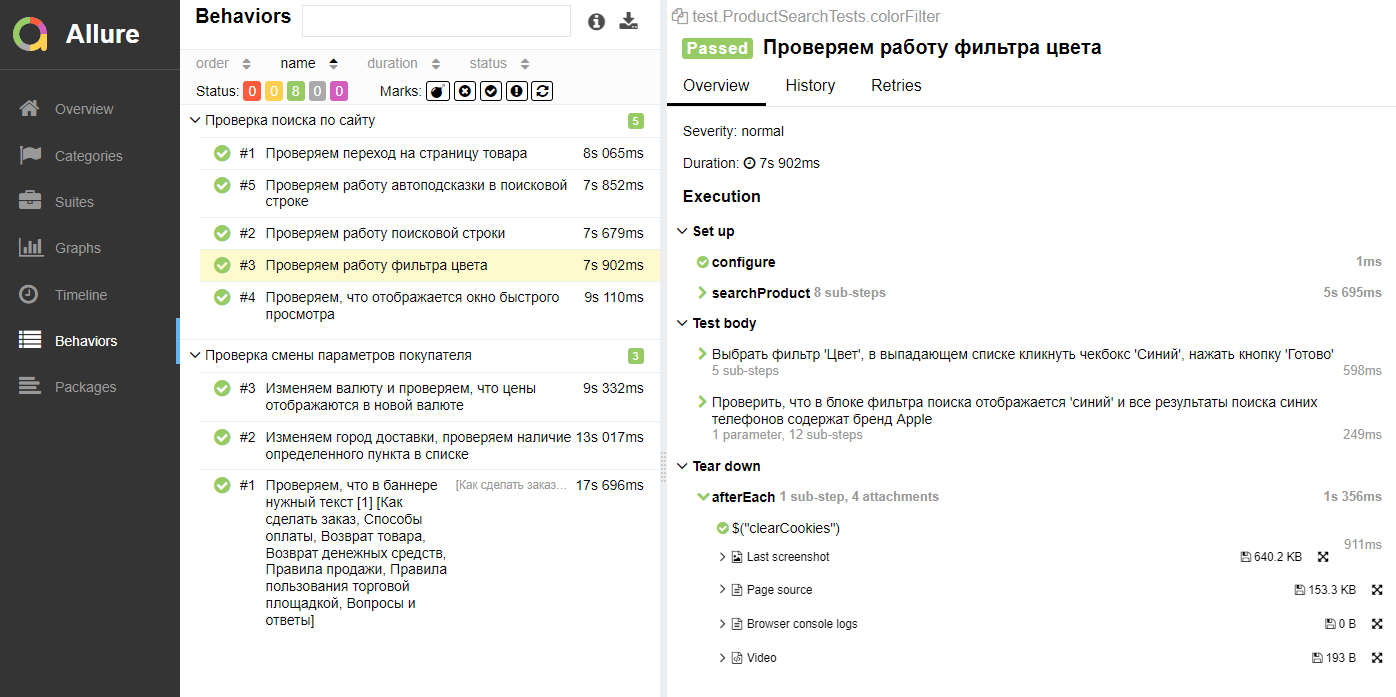 Allure
Overview
Categories
Suites
Graphs
Timeline
Behaviors
Packages
Behaviors
order name duration status
Status: 0 0 8 0 0 Marks:
Проверка поиска по сайту 5
#1 Проверяем переход на страницу товара 8s 065ms
#5 Проверяем работу автоподсказки в поисковой 7s 852ms
строке
#2 Проверяем работу поисковой строки 7s 679ms
#3 Проверяем работу фильтра цвета 7s 902ms
#4 Проверяем, что отображается окно быстрого 9s 110ms
просмотра
Проверка смены параметров покупателя 3
#3 Изменяем валюту и проверяем, что цены 9s 332ms
отображаются в новой валюте
#2 Изменяем город доставки, проверяем наличие 13s 017ms
определенного пункта в списке
#1 Проверяем, что в баннере [Как сделать заказ... 17s 696ms
нужный текст [1] [Как
сделать заказ, Способы
оплаты, Возврат товара,
Возврат денежных средств,
Правила продажи, Правила
пользования торговой
площадкой, Вопросы и
ответы]
test.ProductSearchTests.colorFilter
Passed Проверяем работу фильтра цвета
Overview History Retries
Severity: normal
Duration: 7s 902ms
Execution
Set up
configure 1ms
searchProduct 8 sub-steps 5s 695ms
Test body
Выбрать фильтр 'Цвет', в выпадающем списке кликнуть чекбокс 'Синий', нажать кнопку 'Готово'
5 sub-steps 598ms
Проверить, что в блоке фильтра поиска отображается 'синий' и все результаты поиска синих
телефонов содержат бренд Apple
1 parameter, 12 sub-steps 249ms
Tear down
afterEach 1 sub-step, 4 attachments 1s 356ms
$("clearCookies")
911ms
Last screenshot 640.2 KB
Page source 153.3 KB
Browser console logs 0 B
Video 193 B